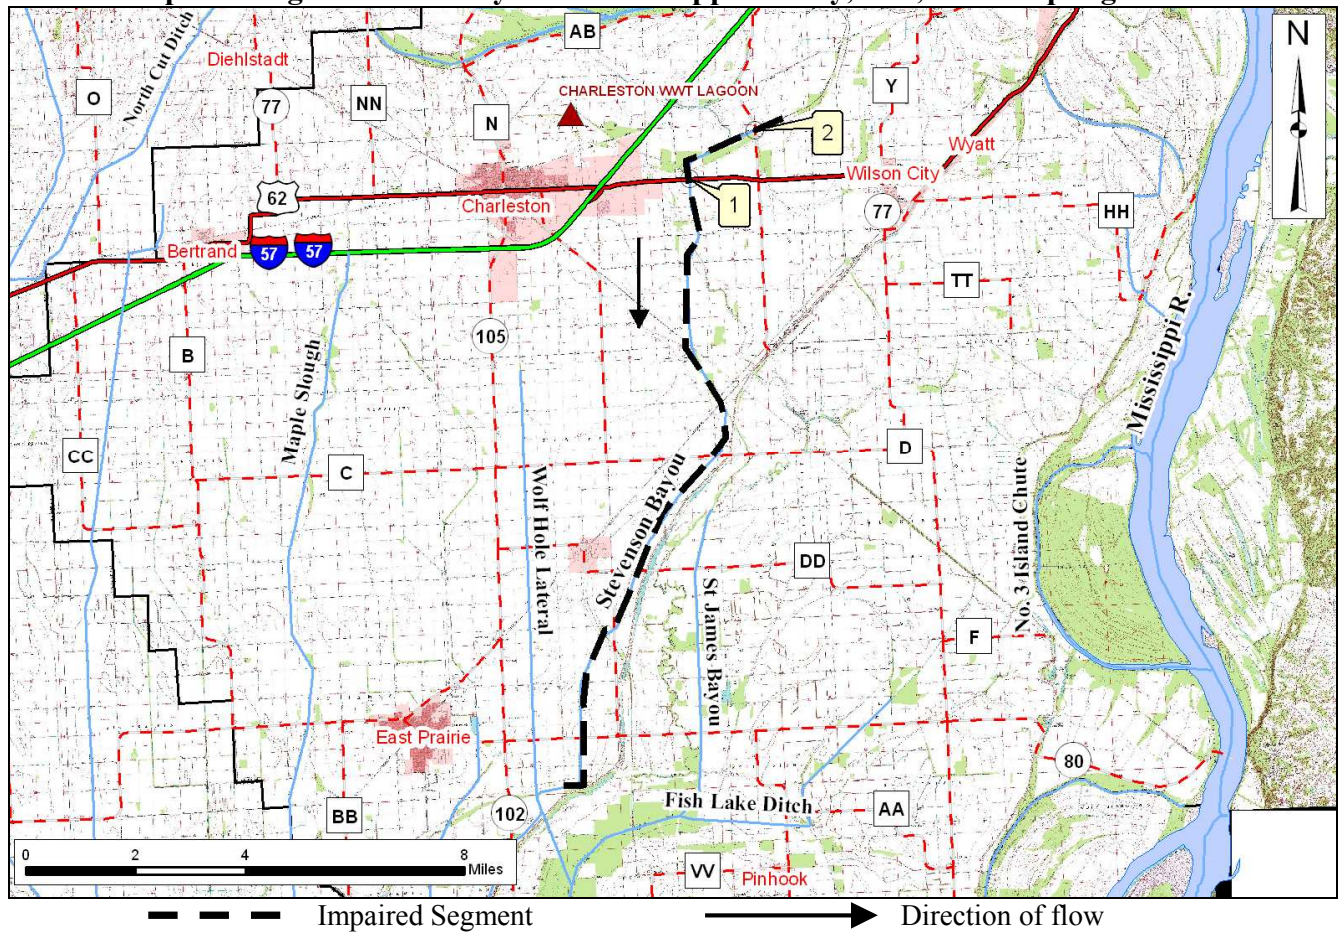 AB
Diehlstadt
North Cut Ditch
O
77
NN
N
CHARLESTON WWT LAGOON
Y
N
2
Wyatt
62
Charleston
Wilson City
1
77
HH
Bertrand
57
57
TT
Mississippi R.
105
B
Maple Slough
CC
C
D
Wolf Hole Lateral
Stevenson Bayou
No. 3 Island Chute
DD
St James Bayou
F
East Prairie
80
Fish Lake Ditch
102
BB
AA
0 2 4 8
Miles
VV
Pinhook
Impaired Segment
Direction of flow